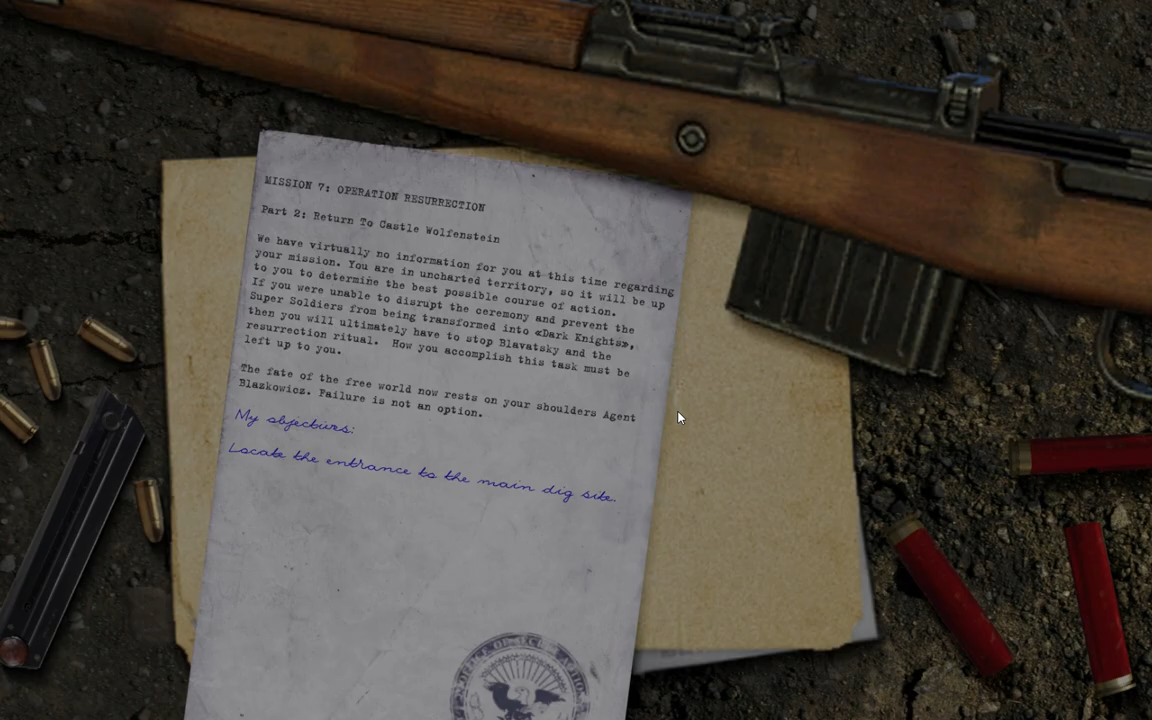 MISSION 7: OPERATION RESURRECTION
Part 2: Return To Castle Wolfenstein
We have virtually no information for you at this time regarding
your mission. You are in uncharted territory, so it will be up
to you to determine the best possible course of action.
If you were unable to disrupt the ceremony and prevent the
Super Soldiers from being transformed into «Dark Knights»,
then you will ultimately have to stop Blavatsky and the
resurrection ritual. How you accomplish this task must be
left up to you.
The fate of the free world now rests on your shoulders Agent
Blazkowicz. Failure is not an option.
My objectives:
Locate the entrance to the main dig site.